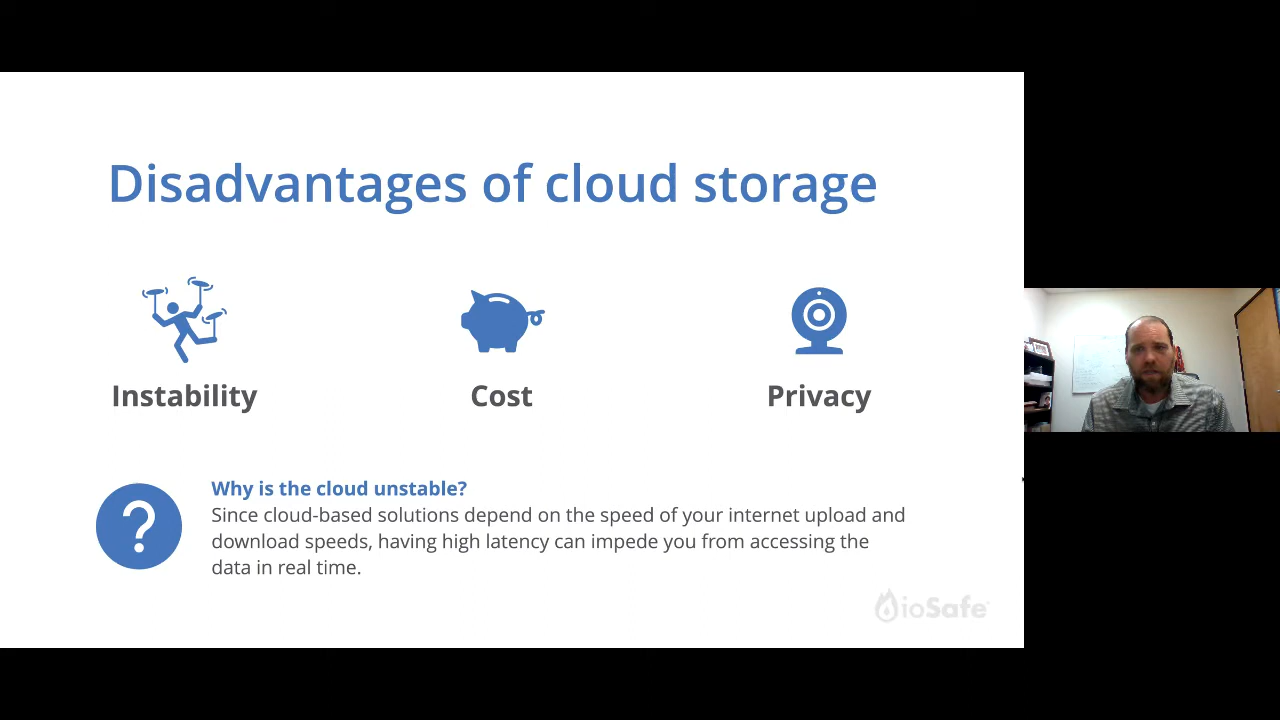 Disadvantages of cloud storage
Instability
Cost
Privacy
Why is the cloud unstable?
Since cloud-based solutions depend on the speed of your internet upload and
download speeds, having high latency can impede you from accessing the
data in real time.
ioSafe